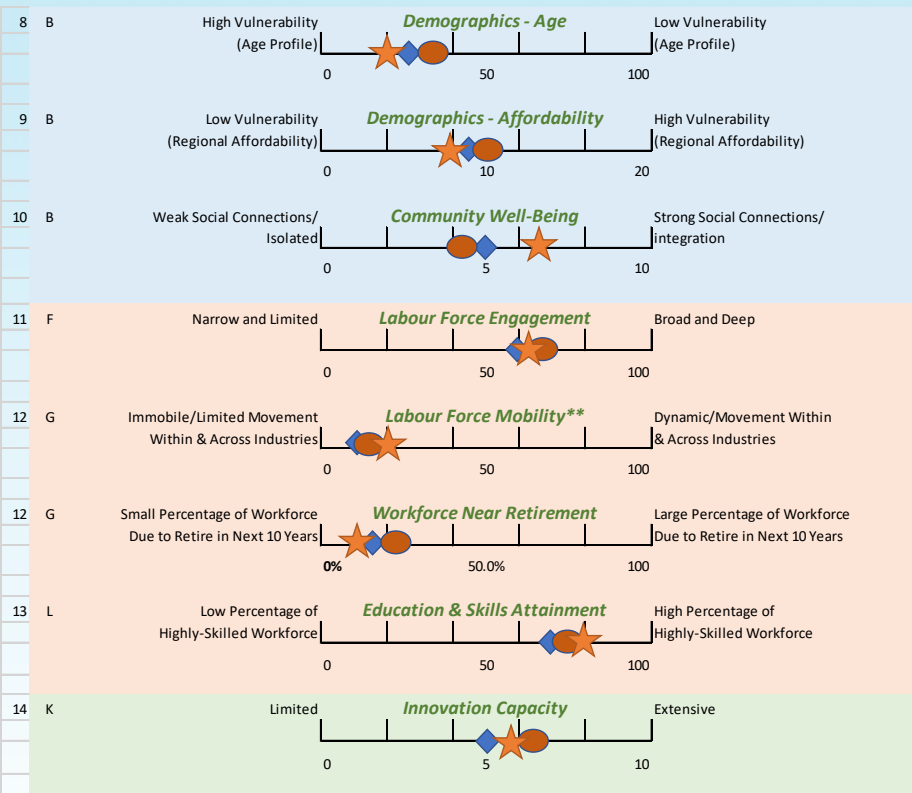 8 B High Vulnerability Demographics - Age Low Vulnerability
(Age Profile) (Age Profile)
0 50 100
9 B Low Vulnerability Demographics - Affordability High Vulnerability
(Regional Affordability) (Regional Affordability)
0 10 20
10 B Weak Social Connections/ Community Well-Being Strong Social Connections/
Isolated integration
0 5 10
11 F Narrow and Limited Labour Force Engagement Broad and Deep
0 50 100
12 G Immobile/Limited Movement Labour Force Mobility** Dynamic/Movement Within
Within & Across Industries & Across Industries
0 50 100
12 G Small Percentage of Workforce Workforce Near Retirement Large Percentage of Workforce
Due to Retire in Next 10 Years Due to Retire in Next 10 Years
0% 50.0% 100
13 L Low Percentage of Education & Skills Attainment High Percentage of
Highly-Skilled Workforce Highly-Skilled Workforce
0 50 100
14 K Limited Innovation Capacity Extensive
0 5 10